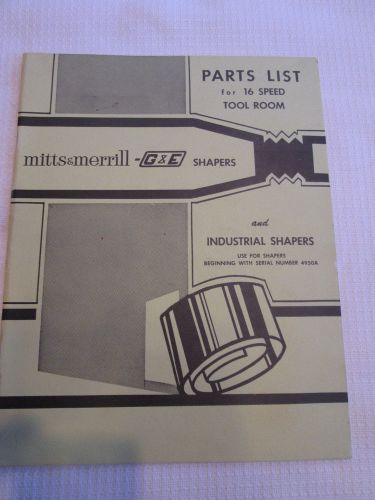 PARTS LIST
for 16 SPEED
TOOL ROOM
mitts&merrill -G&E SHAPERS
and
INDUSTRIAL SHAPERS
USE FOR SHAPERS
BEGINNING WITH SERIAL NUMBER 4950A